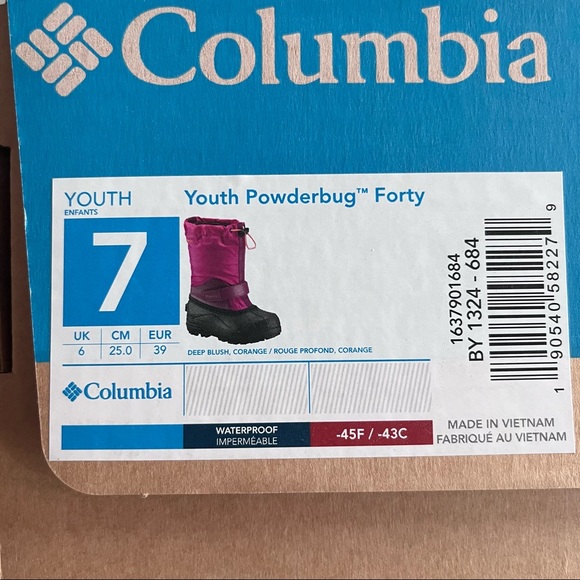 Columbia
YOUTH
ENFANTS
Youth Powderbug™ Forty
7
UK CM EUR
6 25.0 39
DEEP BLUSH, CORANGE / ROUGE PROFOND, CORANGE
1637901684
BY 1324 - 684
1 90540 58227 9
Columbia
WATERPROOF
IMPERMÉABLE
-45F / -43C
MADE IN VIETNAM
FABRIQUÉ AU VIETNAM